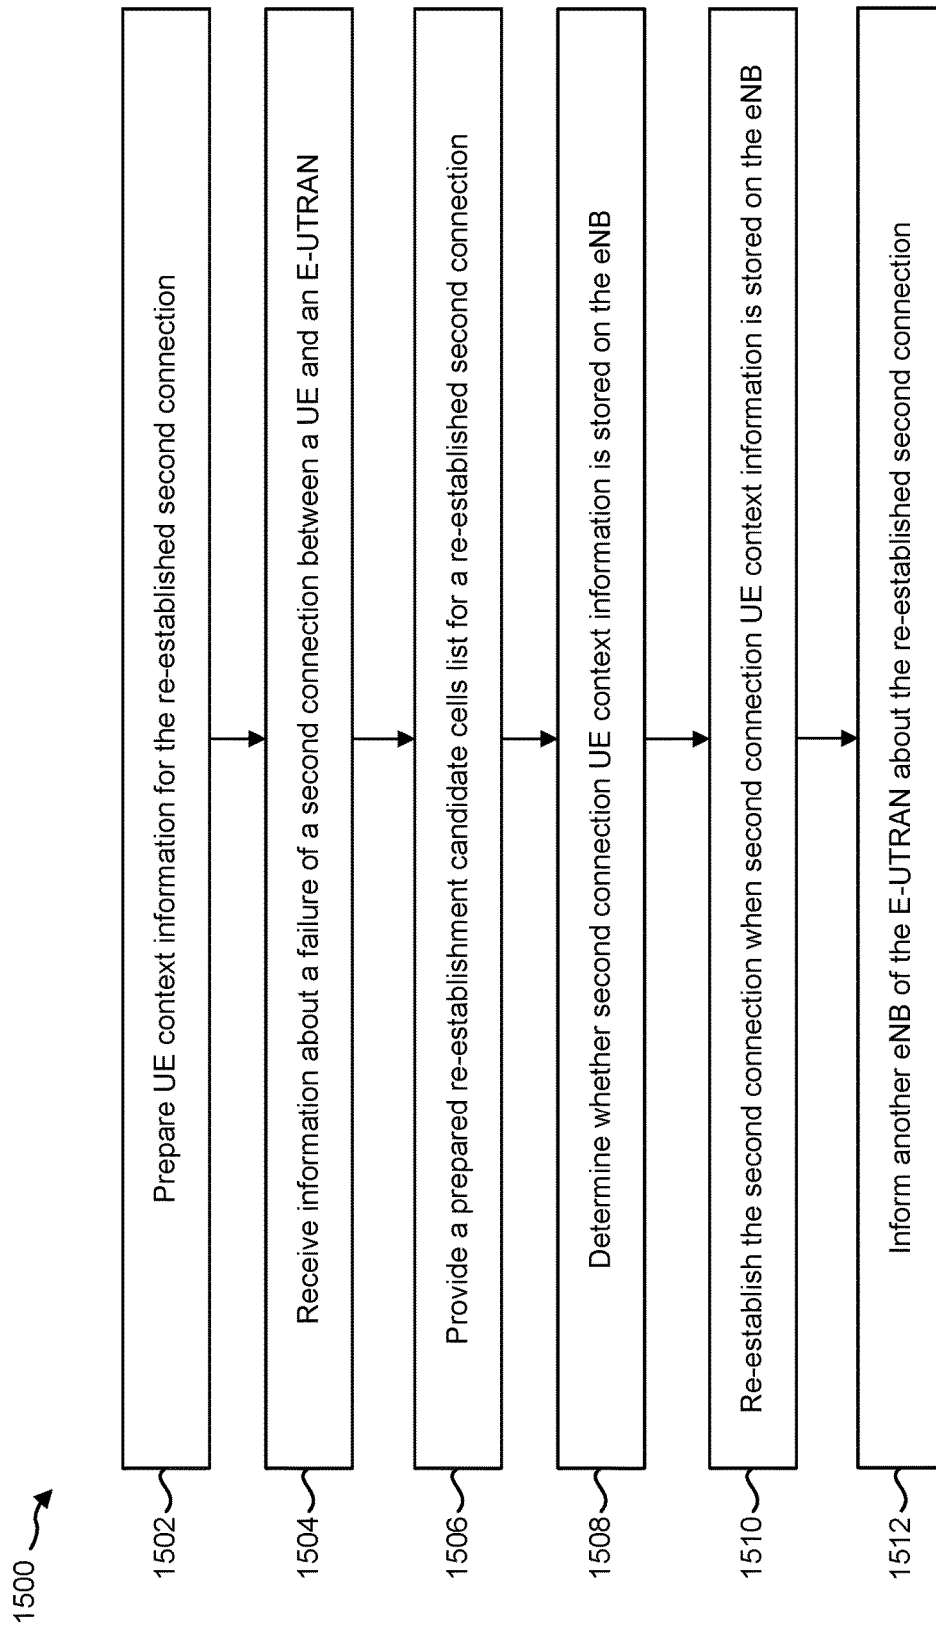 1500
1502
Prepare UE context information for the re-established second connection
1504
Receive information about a failure of a second connection between a UE and an E-UTRAN
1506
Provide a prepared re-establishment candidate cells list for a re-established second connection
1508
Determine whether second connection UE context information is stored on the eNB
1510
Re-establish the second connection when second connection UE context information is stored on the eNB
1512
Inform another eNB of the E-UTRAN about the re-established second connection